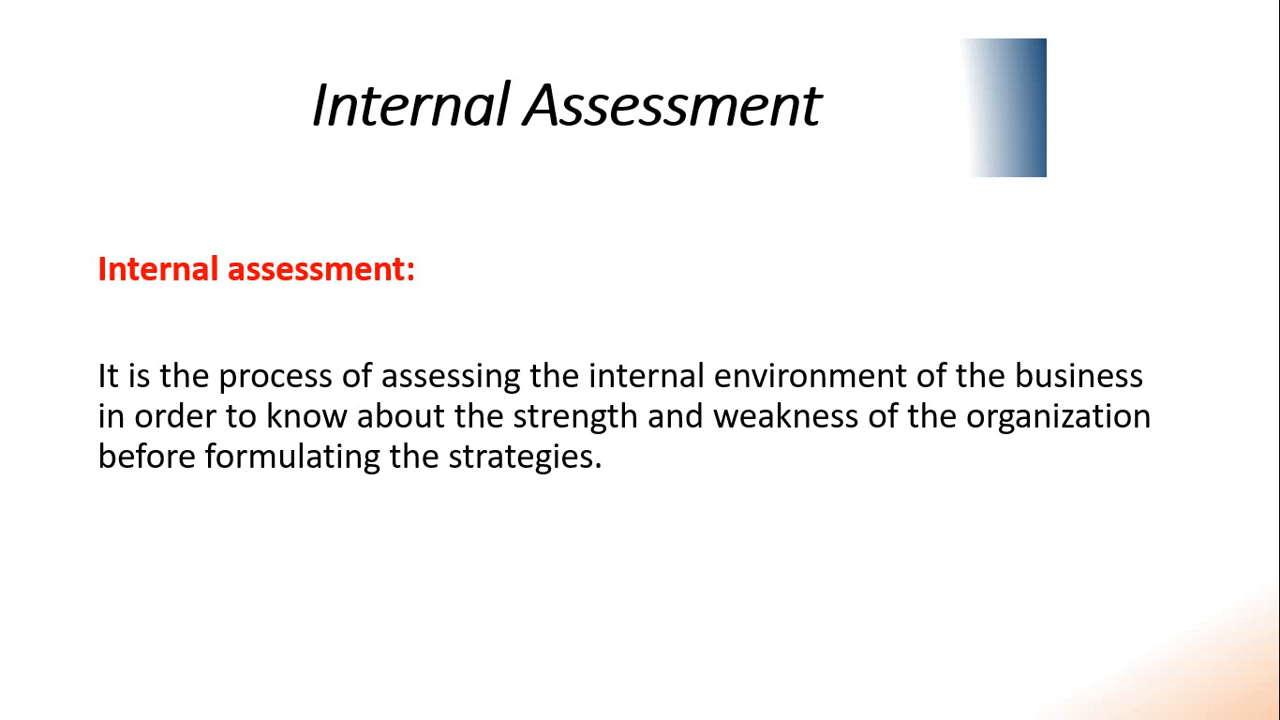 Internal Assessment
Internal assessment:
It is the process of assessing the internal environment of the business
in order to know about the strength and weakness of the organization
before formulating the strategies.